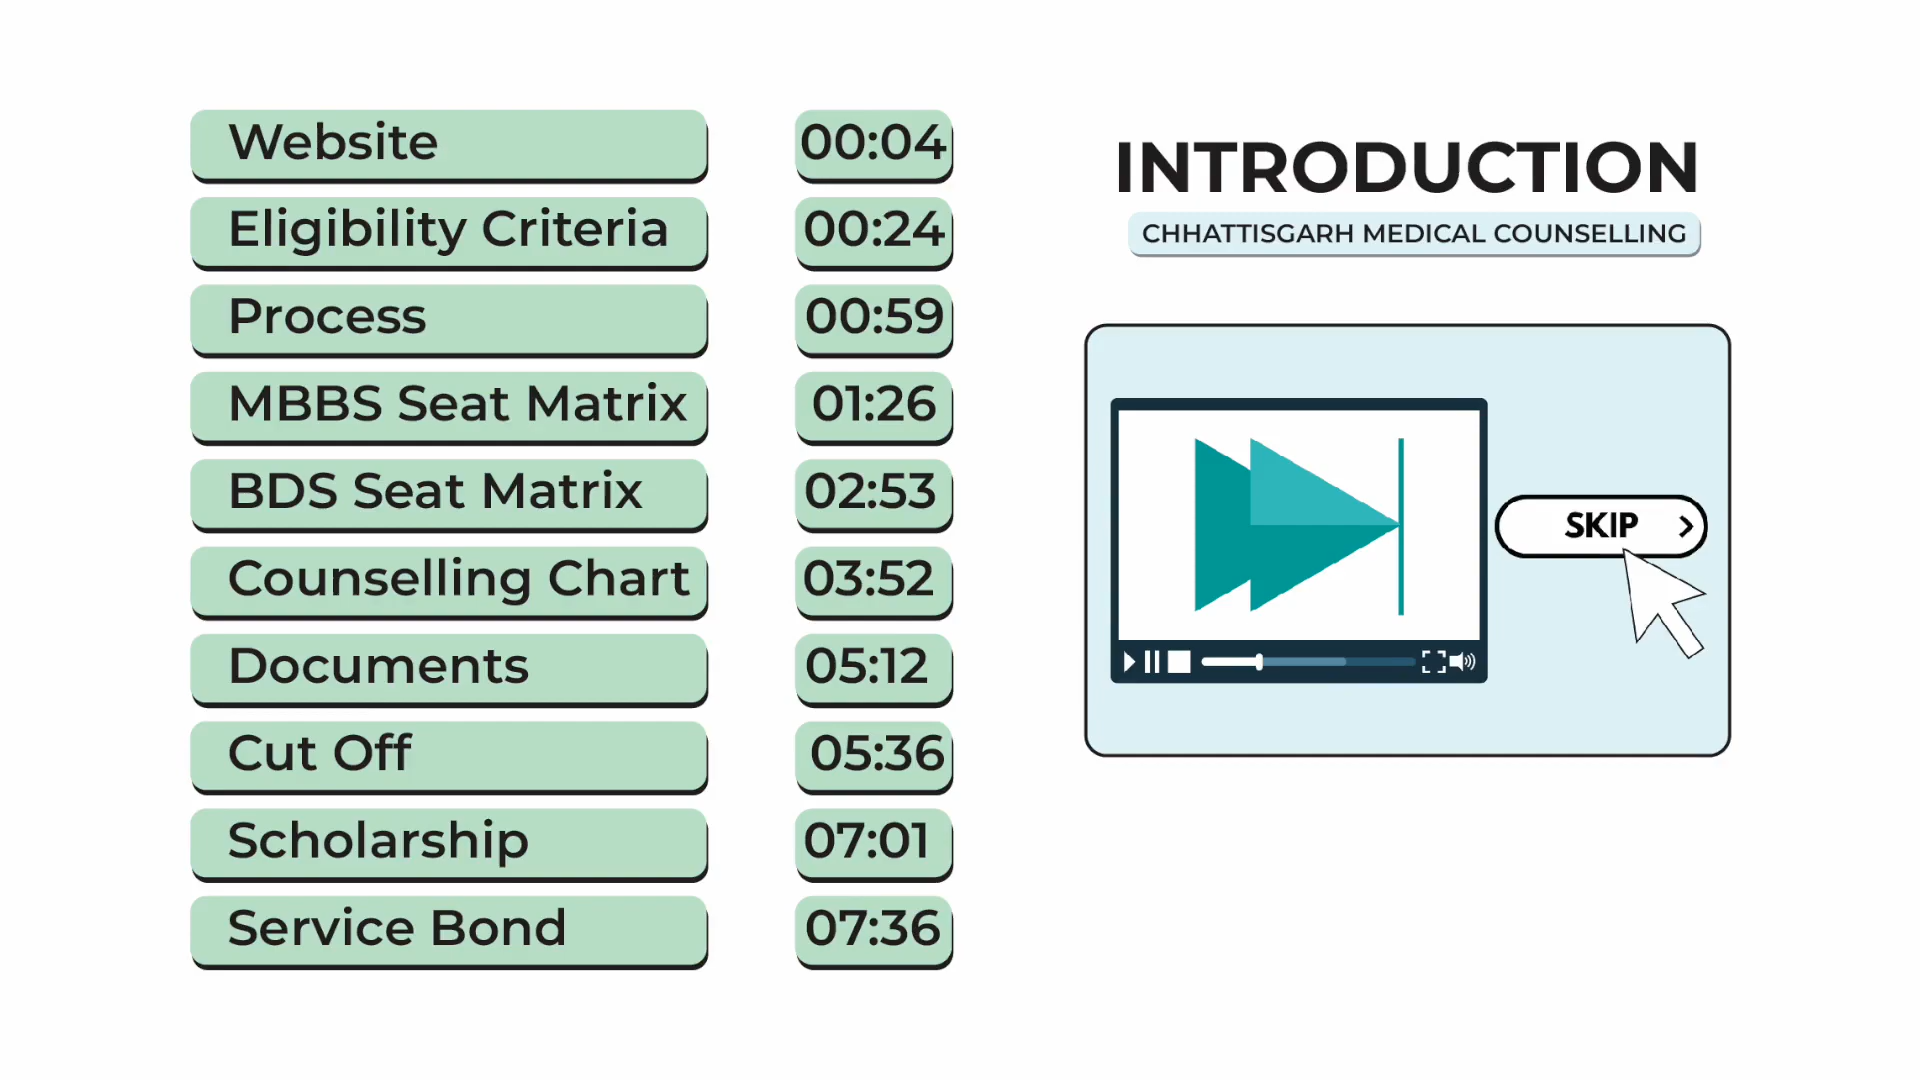 Website 00:04
Eligibility Criteria 00:24
Process 00:59
MBBS Seat Matrix 01:26
BDS Seat Matrix 02:53
Counselling Chart 03:52
Documents 05:12
Cut Off 05:36
Scholarship 07:01
Service Bond 07:36
INTRODUCTION
CHHATTISGARH MEDICAL COUNSELLING
SKIP